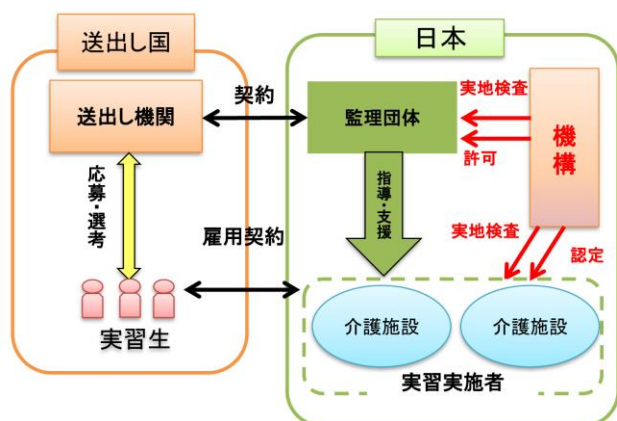 送出し国
日本
送出し機関
契約
監理団体
実地検査
許可
機構
応募・選考
指導・支援
雇用契約
実地検査
認定
実習生
介護施設
介護施設
実習実施者